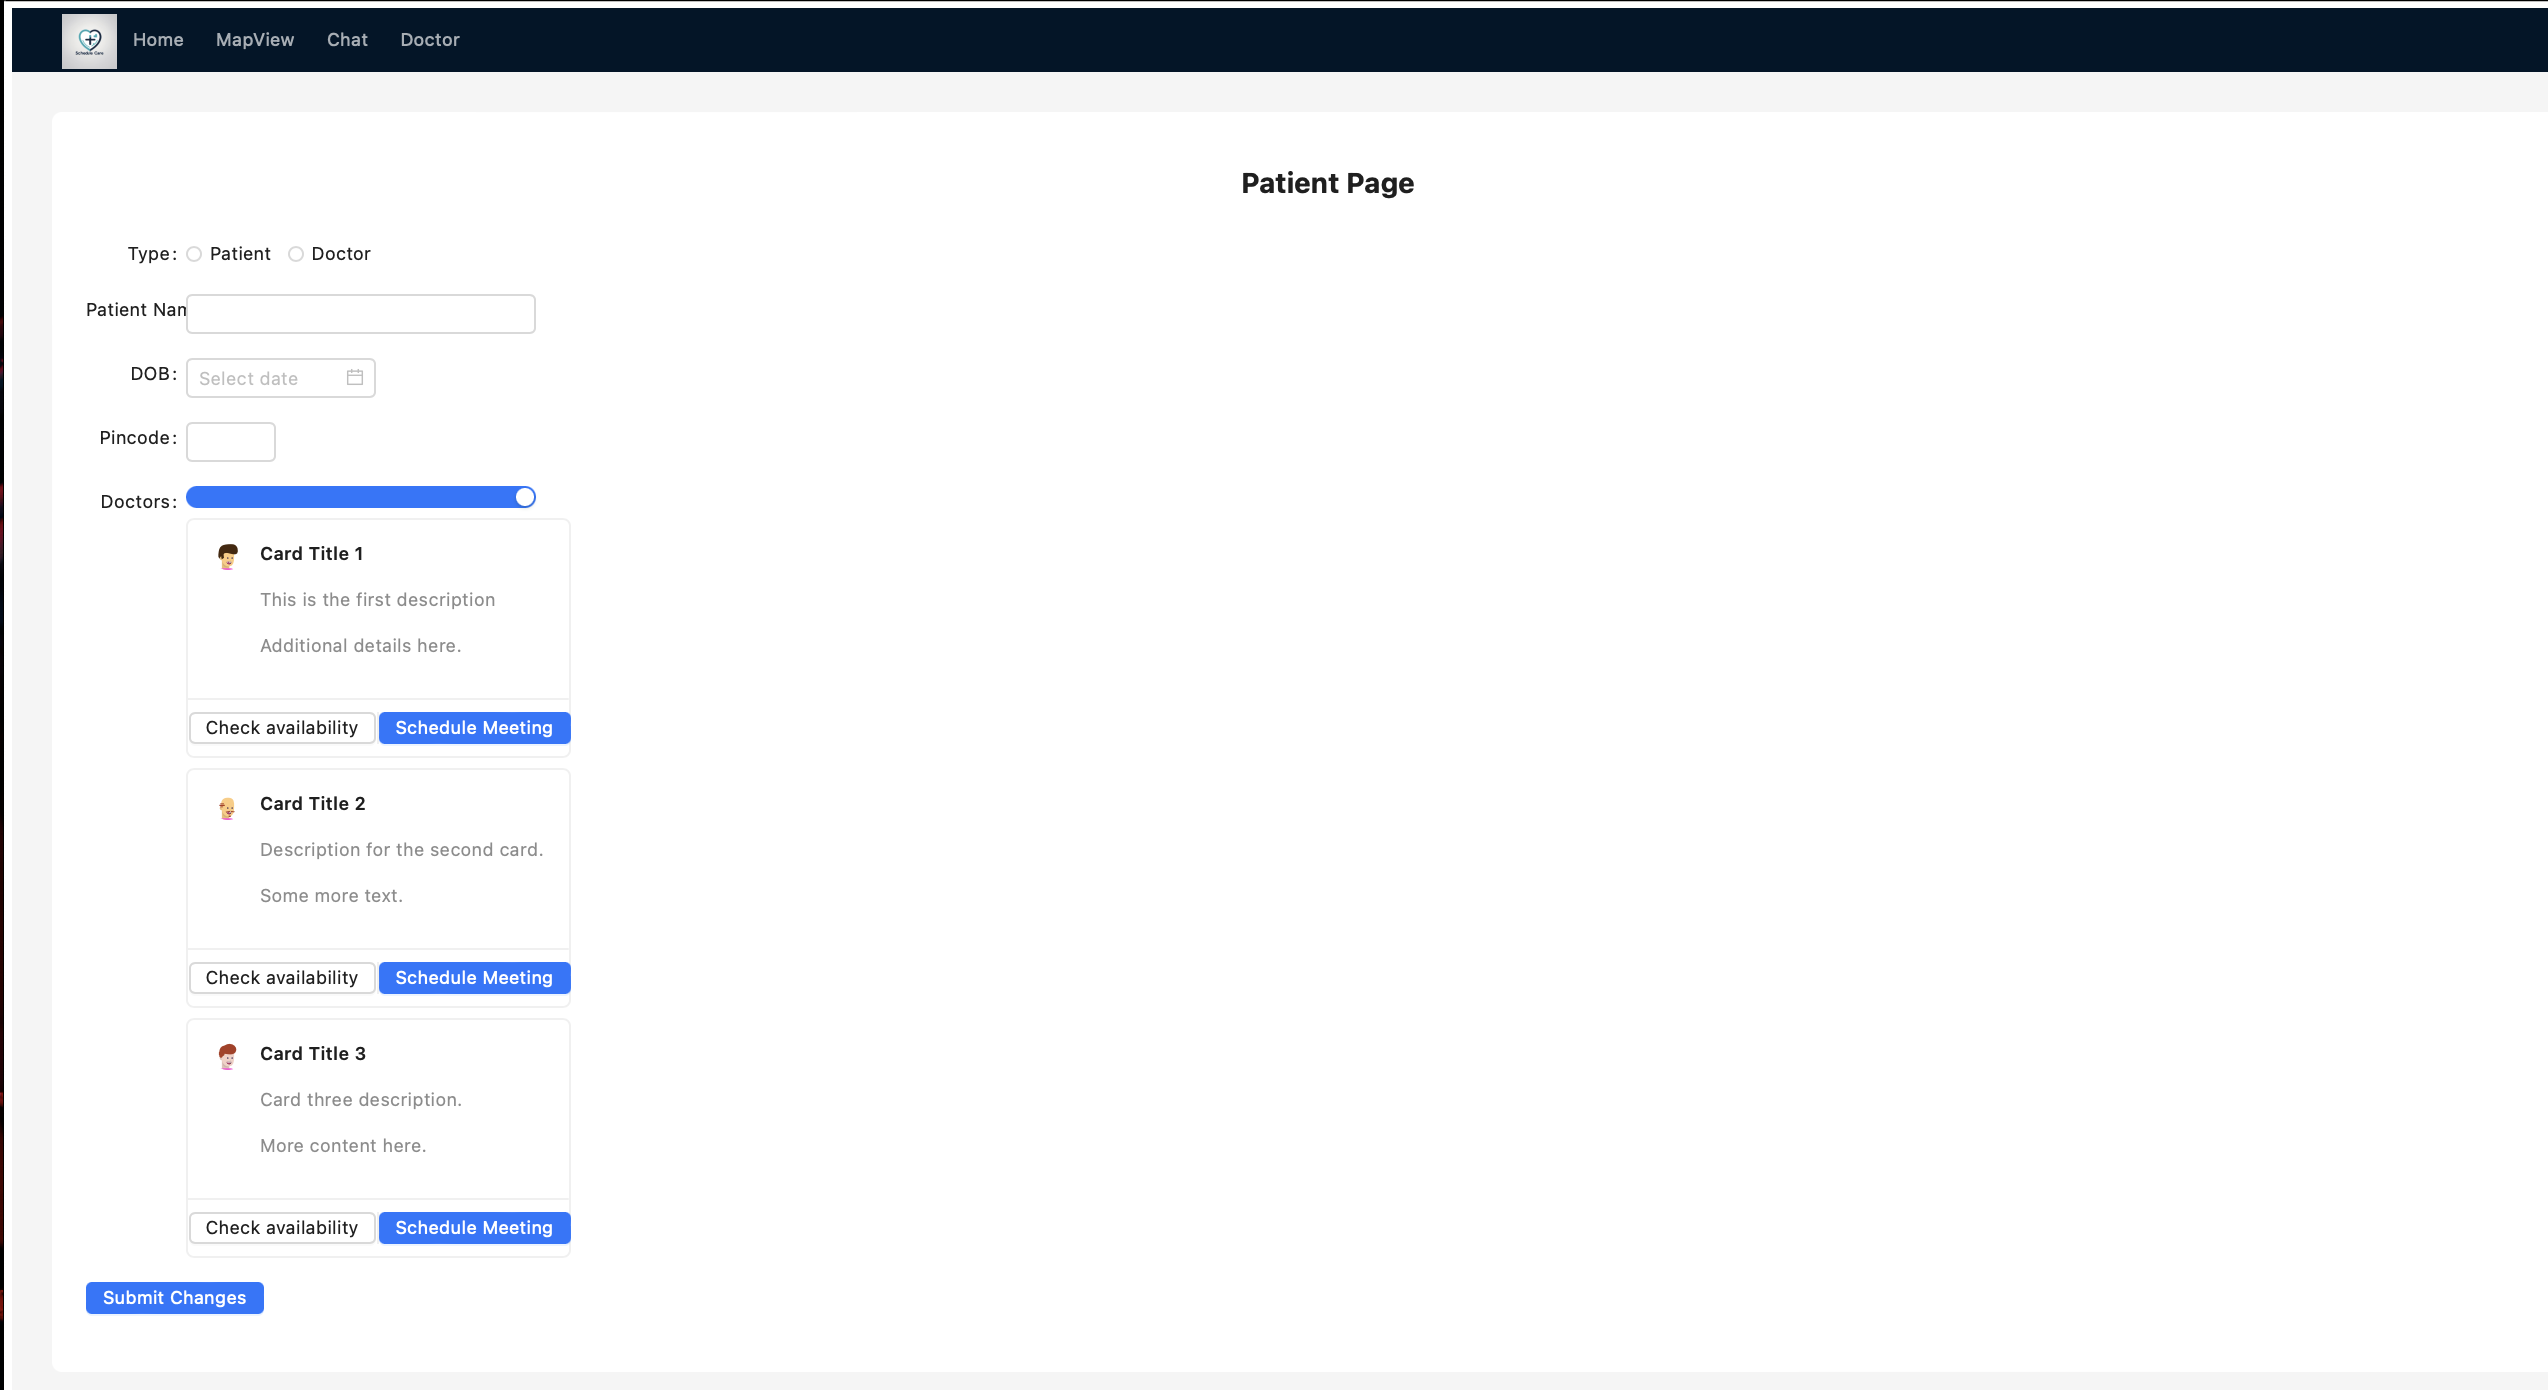 Schedule Care
Home MapView Chat Doctor
Patient Page
Type: Patient Doctor
Patient Nam
DOB: Select date
Pincode:
Doctors:
Card Title 1
This is the first description
Additional details here.
Check availability Schedule Meeting
Card Title 2
Description for the second card.
Some more text.
Check availability Schedule Meeting
Card Title 3
Card three description.
More content here.
Check availability Schedule Meeting
Submit Changes